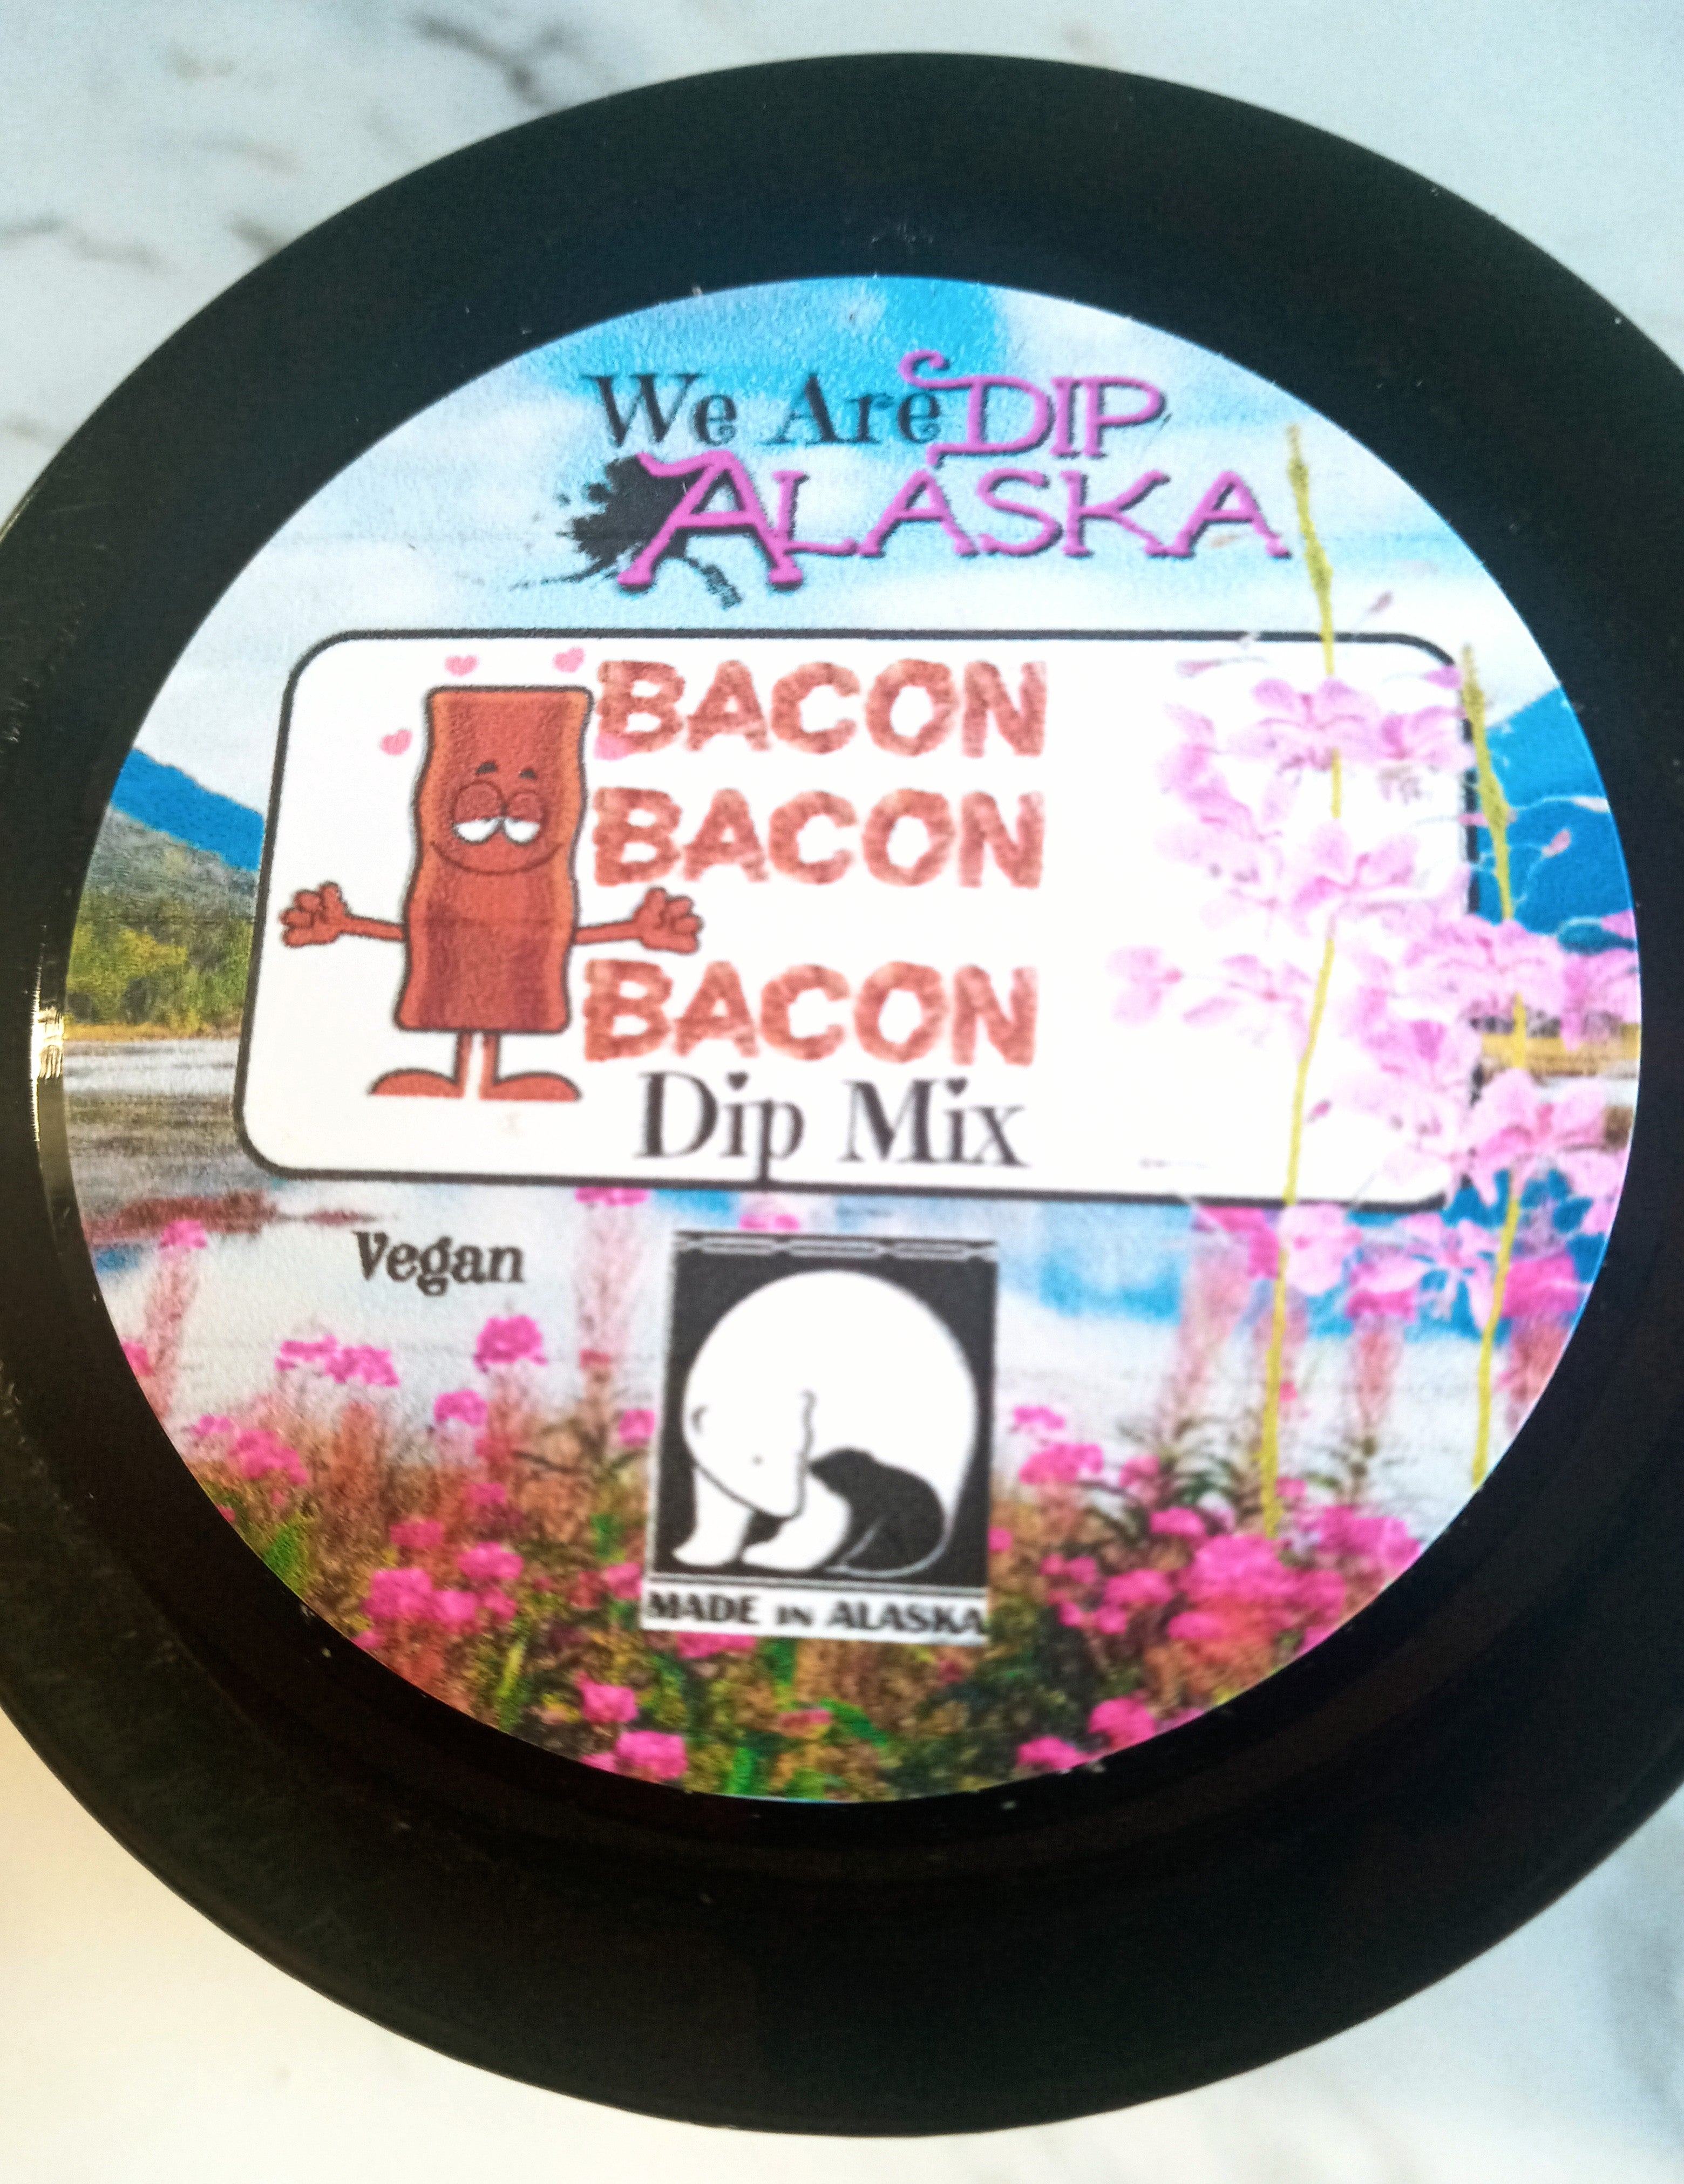 We Are DIP
ALASKA
BACON
BACON
BACON
Dip Mix
Vegan
MADE IN ALASKA